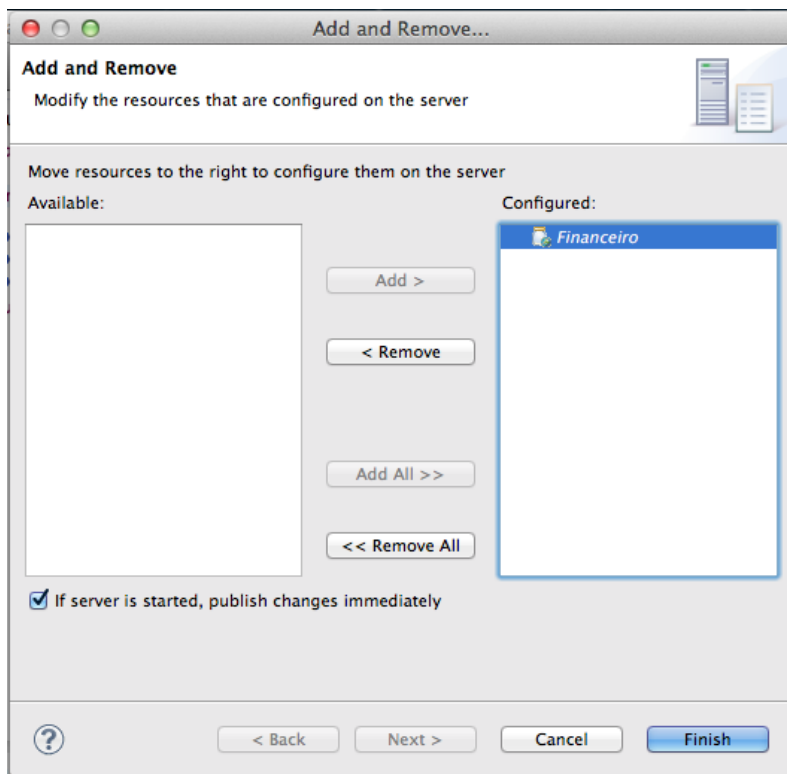 Add and Remove...
Add and Remove
Modify the resources that are configured on the server
Move resources to the right to configure them on the server
Available:
Configured:
Financeiro
Add >
< Remove
Add All >>
<< Remove All
If server is started, publish changes immediately
?
< Back
Next >
Cancel
Finish